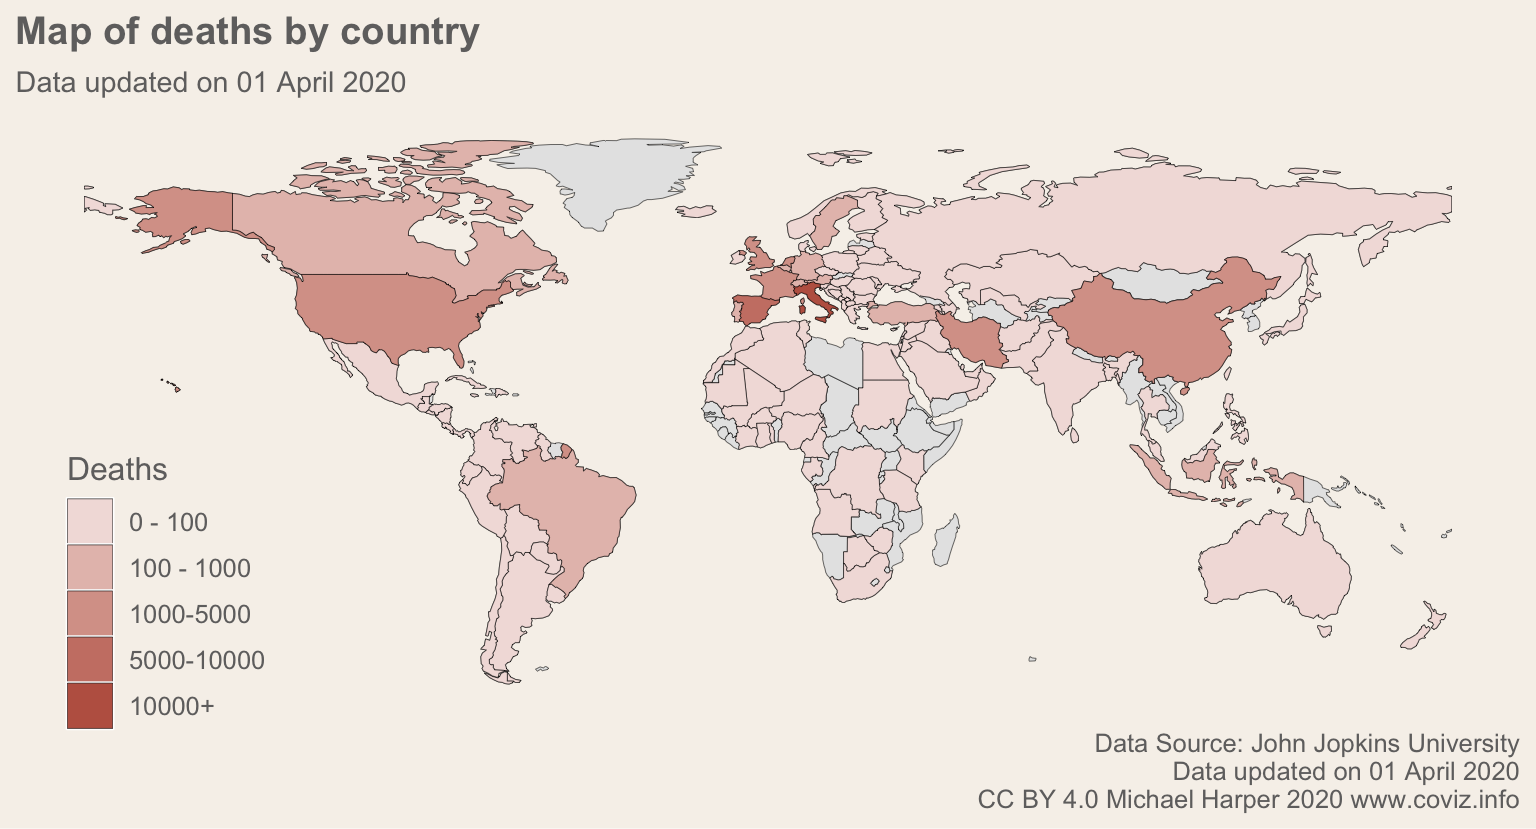 Map of deaths by country
Data updated on 01 April 2020
Deaths
0 - 100
100 - 1000
1000-5000
5000-10000
10000+
Data Source: John Jopkins University
Data updated on 01 April 2020
CC BY 4.0 Michael Harper 2020 www.coviz.info